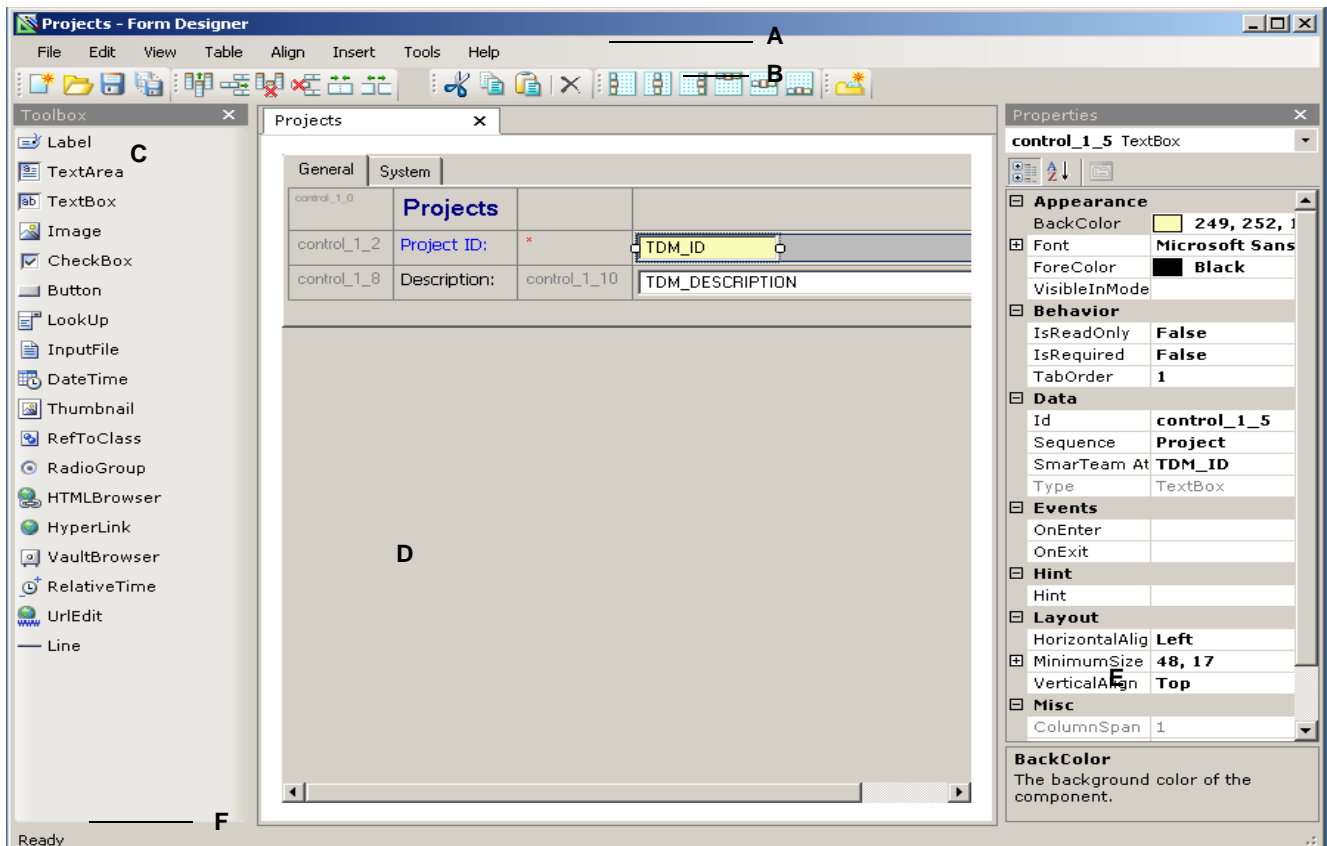 Projects - Form Designer
File Edit View Table Align Insert Tools Help
A
B
Toolbox
C
Label
TextArea
TextBox
Image
CheckBox
Button
LookUp
InputFile
DateTime
Thumbnail
RefToClass
RadioGroup
HTMLBrowser
HyperLink
VaultBrowser
RelativeTime
UrlEdit
Line
F
Ready
Projects
General System
control_1_0 Projects
control_1_2 Project ID: * TDM_ID
control_1_8 Description: control_1_10 TDM_DESCRIPTION
D
Properties
control_1_5 TextBox
Appearance
BackColor 249, 252, 1
Font Microsoft Sans
ForeColor Black
VisibleInMode
Behavior
IsReadOnly False
IsRequired False
TabOrder 1
Data
Id control_1_5
Sequence Project
SmarTeam At TDM_ID
Type TextBox
Events
OnEnter
OnExit
Hint
Hint
Layout
HorizontalAlig Left
MinimumSize 48, 17
E
VerticalAlign Top
Misc
ColumnSpan 1
BackColor
The background color of the
component.